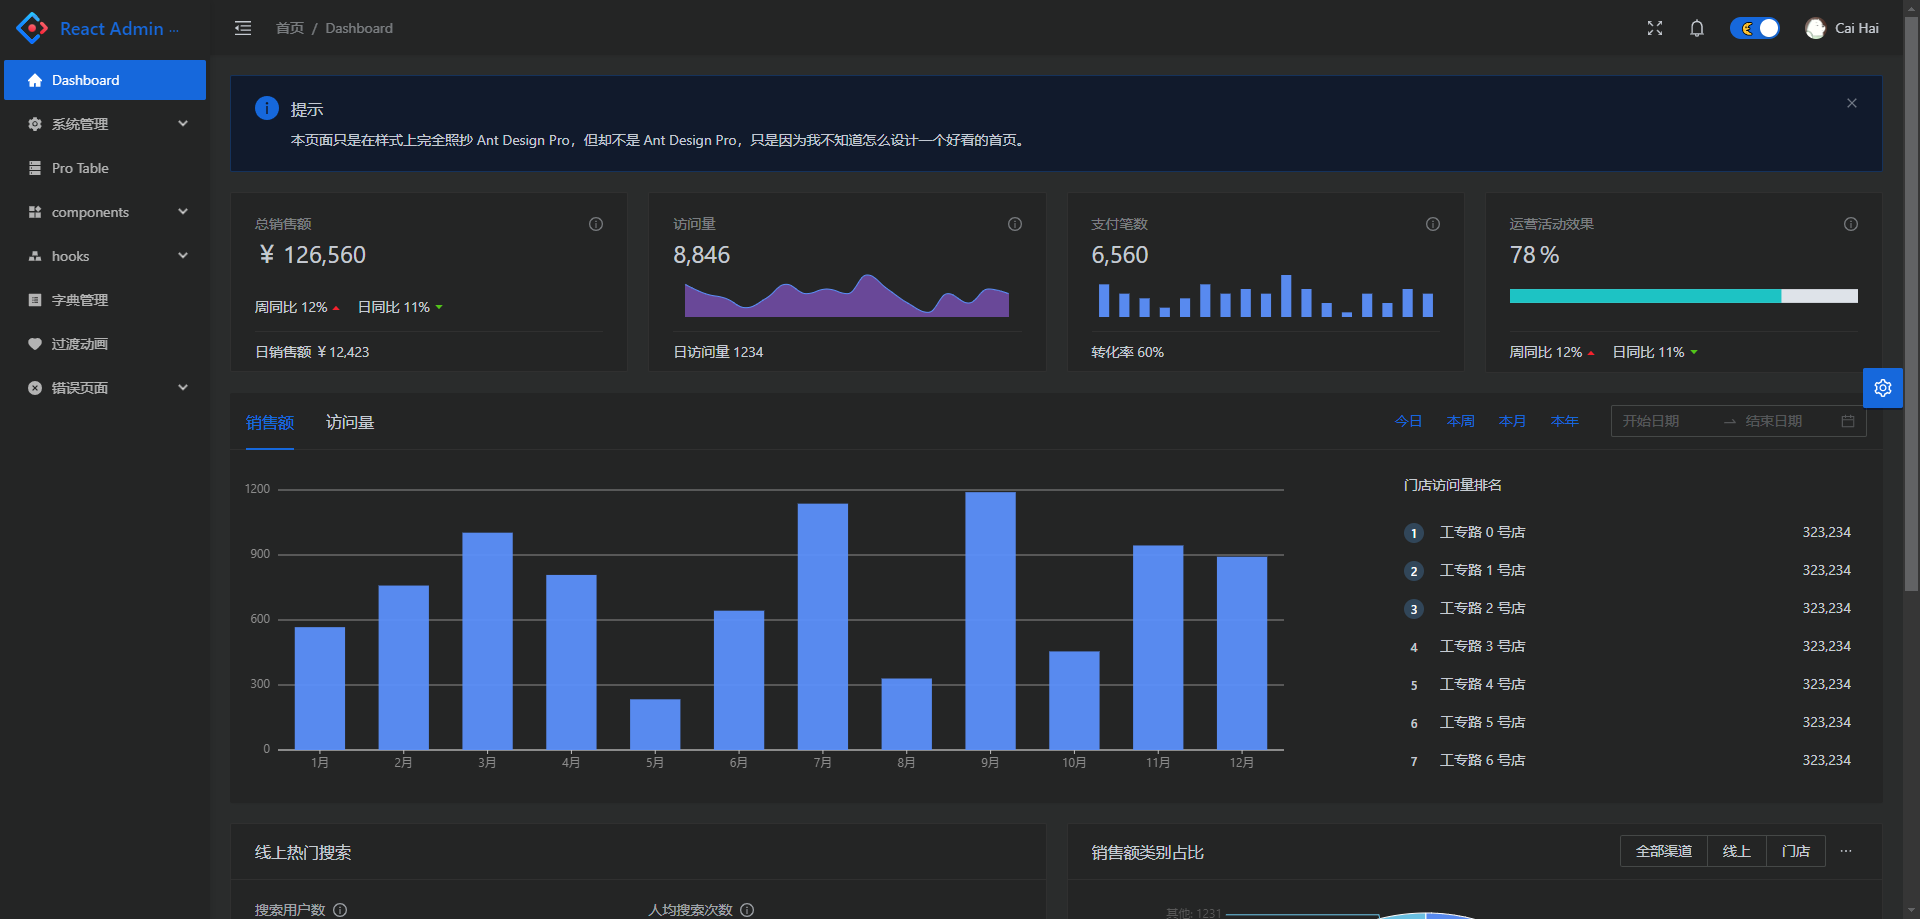 React Admin ...
首页 / Dashboard
Cai Hai
Dashboard
系统管理
Pro Table
components
hooks
字典管理
过渡动画
错误页面
提示
本页面只是在样式上完全照抄 Ant Design Pro，但却不是 Ant Design Pro，只是因为我不知道怎么设计一个好看的首页。
总销售额
¥ 126,560
周同比 12% 日同比 11%
日销售额 ¥ 12,423
访问量
8,846
日访问量 1234
支付笔数
6,560
转化率 60%
运营活动效果
78 %
周同比 12% 日同比 11%
销售额 访问量
今日 本周 本月 本年 开始日期 结束日期
1200
900
600
300
0
1月 2月 3月 4月 5月 6月 7月 8月 9月 10月 11月 12月
门店访问量排名
1 工专路 0 号店 323,234
2 工专路 1 号店 323,234
3 工专路 2 号店 323,234
4 工专路 3 号店 323,234
5 工专路 4 号店 323,234
6 工专路 5 号店 323,234
7 工专路 6 号店 323,234
线上热门搜索
搜索用户数 人均搜索次数
销售额类别占比
全部渠道 线上 门店 ...
其他: 1231